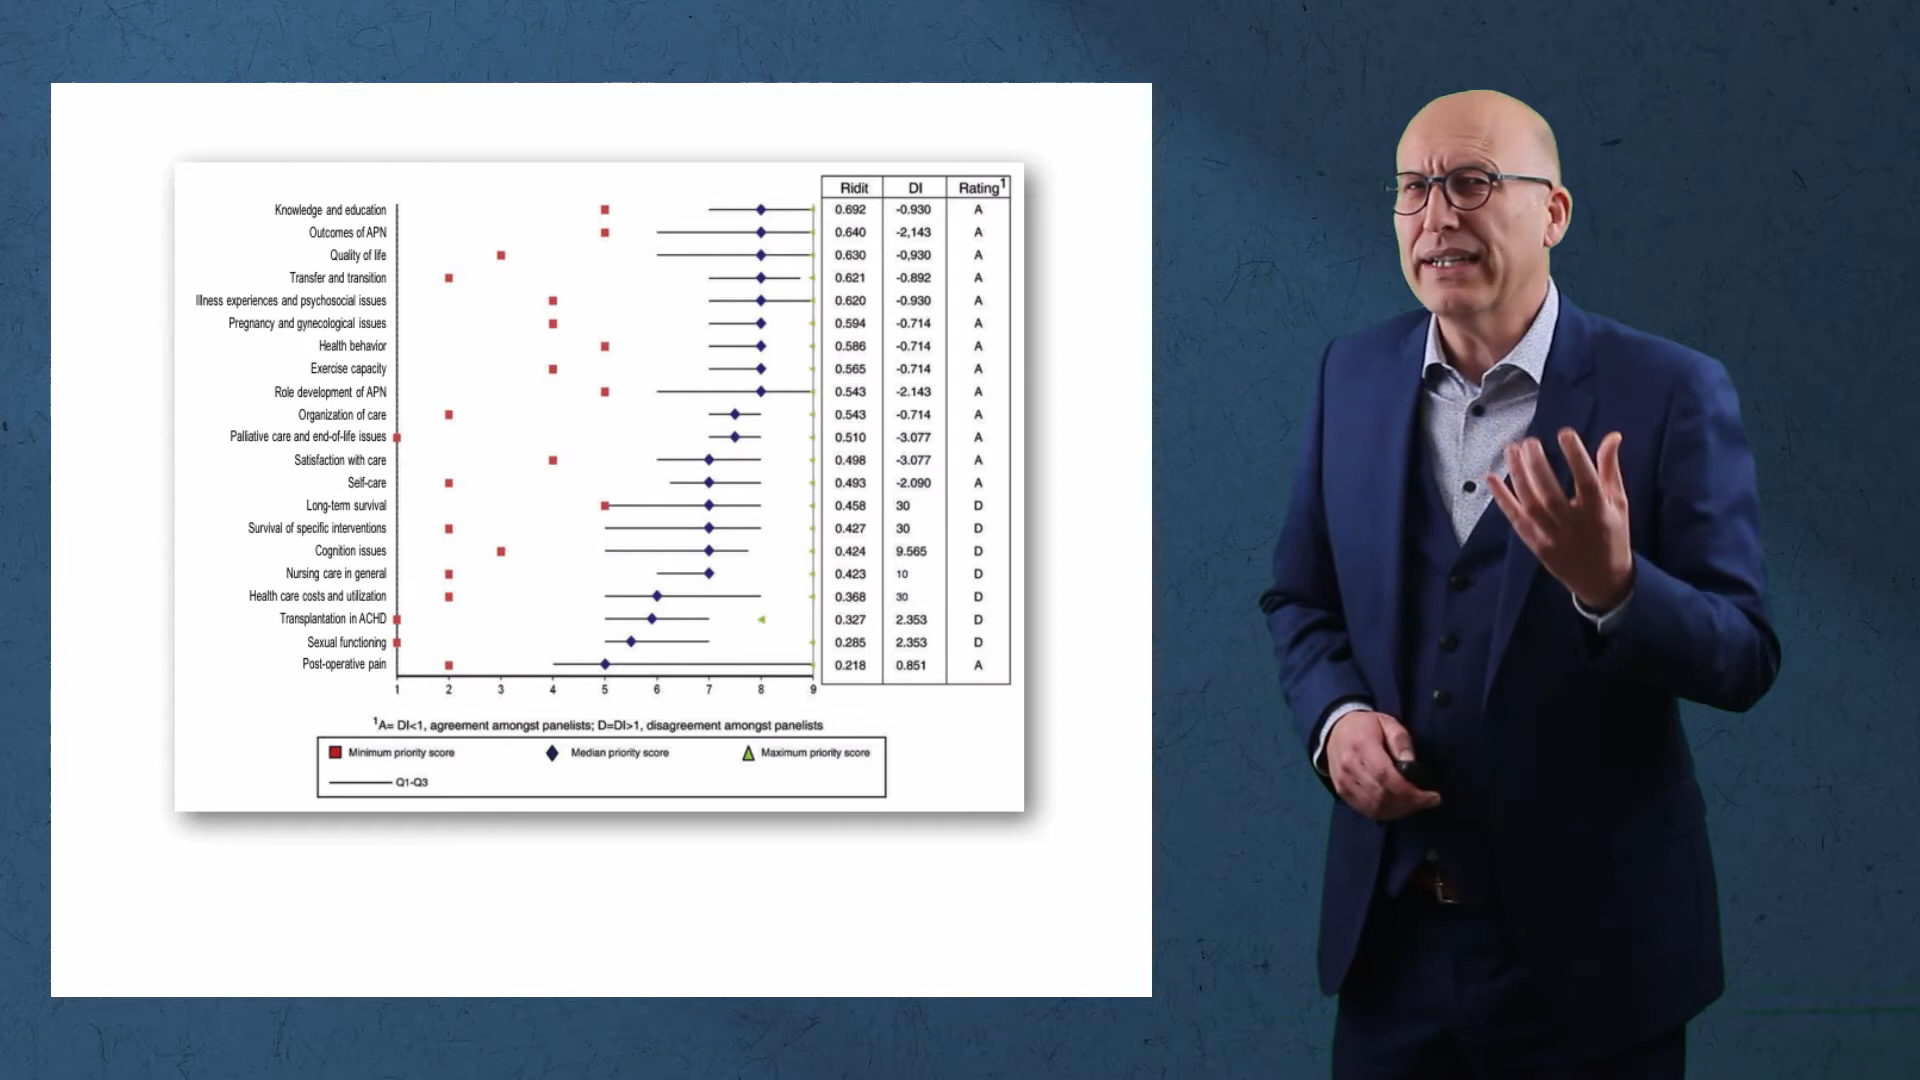 Ridit DI Rating1
Knowledge and education 0.692 -0.930 A
Outcomes of APN 0.640 -2,143 A
Quality of life 0.630 -0,930 A
Transfer and transition 0.621 -0.892 A
Illness experiences and psychosocial issues 0.620 -0.930 A
Pregnancy and gynecological issues 0.594 -0.714 A
Health behavior 0.586 -0.714 A
Exercise capacity 0.565 -0.714 A
Role development of APN 0.543 -2.143 A
Organization of care 0.543 -0.714 A
Palliative care and end-of-life issues 0.510 -3.077 A
Satisfaction with care 0.498 -3.077 A
Self-care 0.493 -2.090 A
Long-term survival 0.458 30 D
Survival of specific interventions 0.427 30 D
Cognition issues 0.424 9.565 D
Nursing care in general 0.423 10 D
Health care costs and utilization 0.368 30 D
Transplantation in ACHD 0.327 2.353 D
Sexual functioning 0.285 2.353 D
Post-operative pain 0.218 0.851 A
1 2 3 4 5 6 7 8 9
1A= DI<1, agreement amongst panelists; D=DI>1, disagreement amongst panelists
Minimum priority score Median priority score Maximum priority score
Q1-Q3